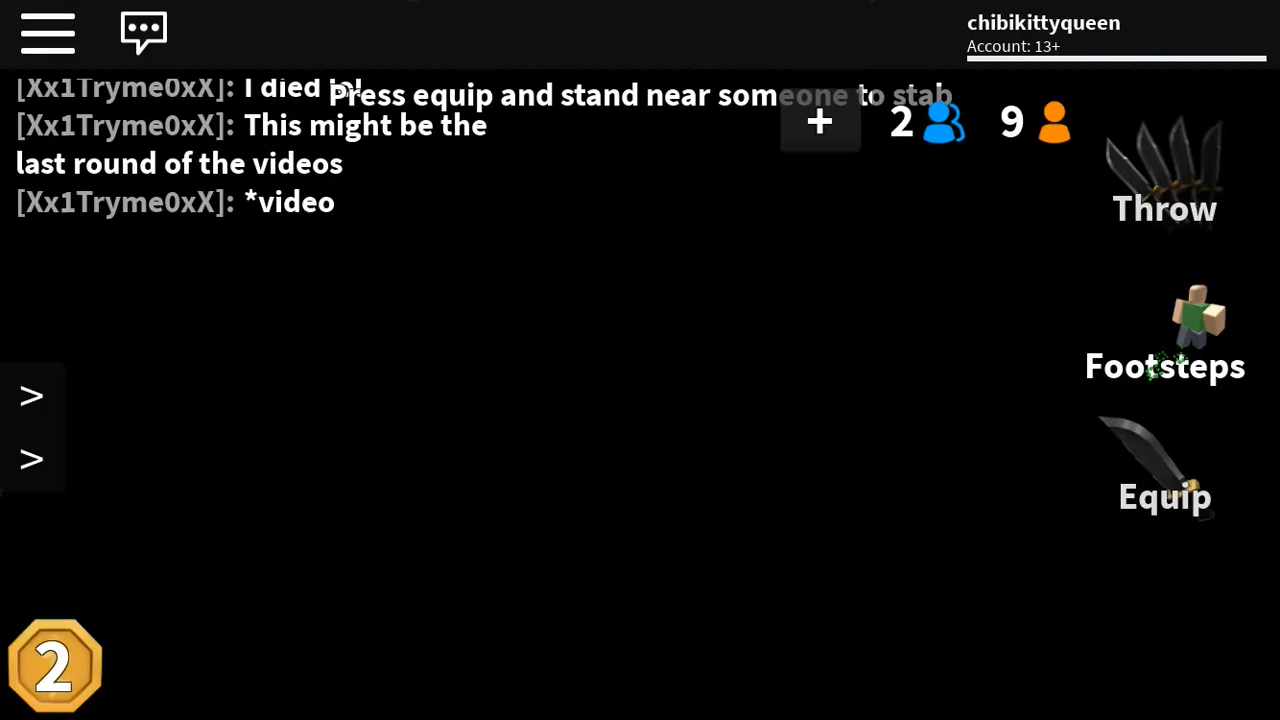 chibikittyqueen
Account: 13+
[Xx1Tryme0xX]: I died lol
Press equip and stand near someone to stab
[Xx1Tryme0xX]: This might be the
last round of the videos
[Xx1Tryme0xX]: *video
+ 2 9
Throw
Footsteps
>
>
Equip
2